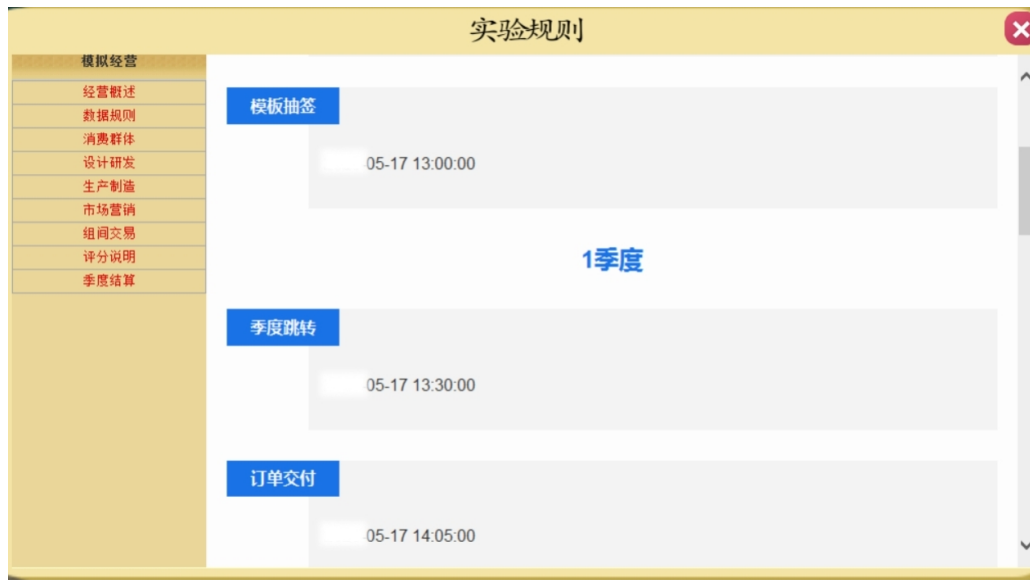 实验规则
模拟经营
经营概述
数据规则
消费群体
设计研发
生产制造
市场营销
组间交易
评分说明
季度结算
模板抽签
05-17 13:00:00
1季度
季度跳转
05-17 13:30:00
订单交付
05-17 14:05:00